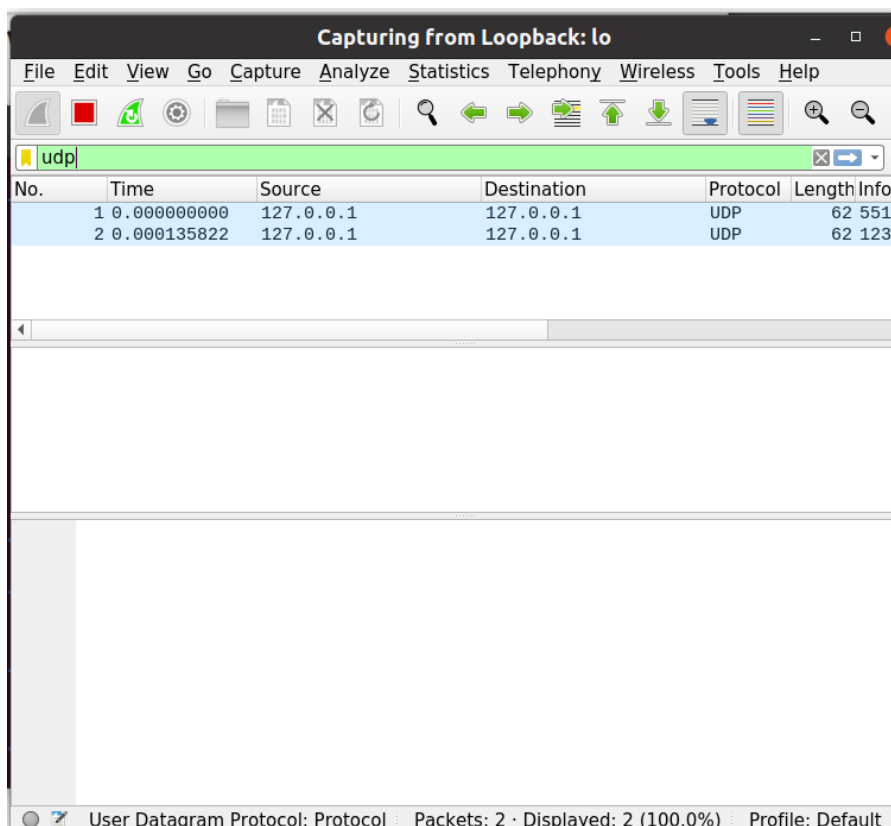 Capturing from Loopback: lo
File Edit View Go Capture Analyze Statistics Telephony Wireless Tools Help
udp
No. Time Source Destination Protocol Length Info
1 0.000000000 127.0.0.1 127.0.0.1 UDP 62 551
2 0.000135822 127.0.0.1 127.0.0.1 UDP 62 123
User Datagram Protocol: Protocol Packets: 2 · Displayed: 2 (100.0%) Profile: Default